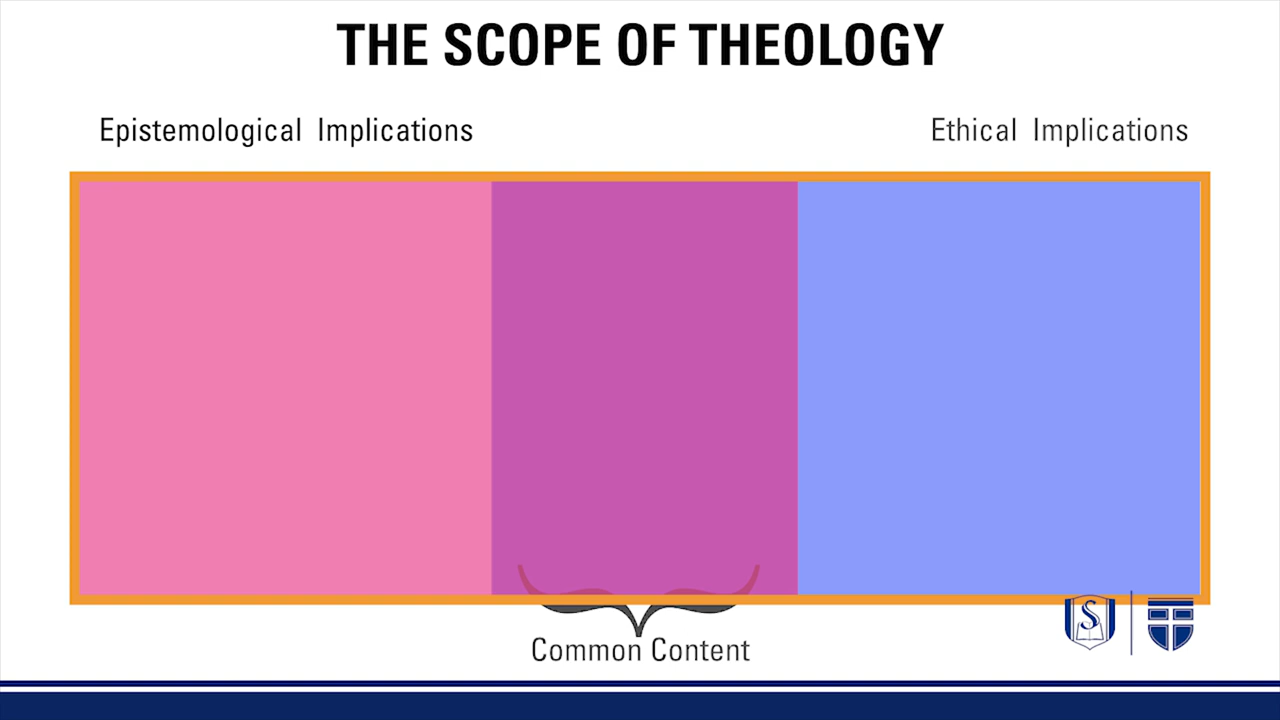 THE SCOPE OF THEOLOGY
Epistemological Implications
Ethical Implications
Common Content
S